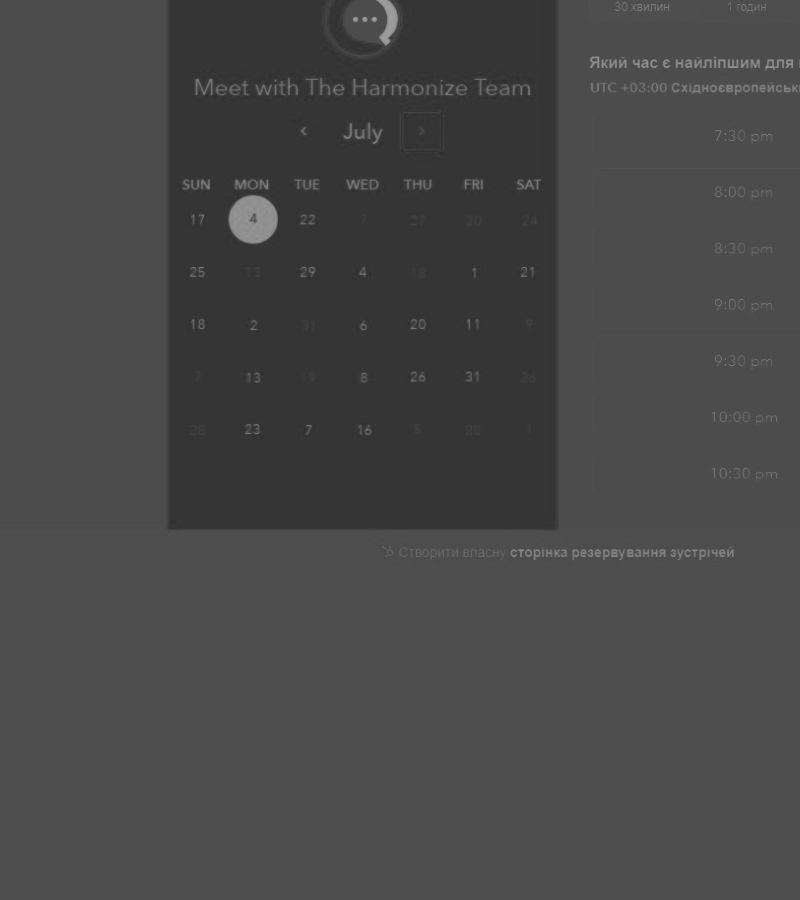 30 хвилин 1 годин
Який час є найліпшим для
UTC +03:00 Східноєвропейськ
Meet with The Harmonize Team
‹ July ›
SUN MON TUE WED THU FRI SAT
17 4 22 7 27 20 24
25 13 29 4 18 1 21
18 2 31 6 20 11 9
7 13 19 8 26 31 26
28 23 7 16 5 28
7:30 pm
8:00 pm
8:30 pm
9:00 pm
9:30 pm
10:00 pm
10:30 pm
Створити власну сторінка резервування зустрічей